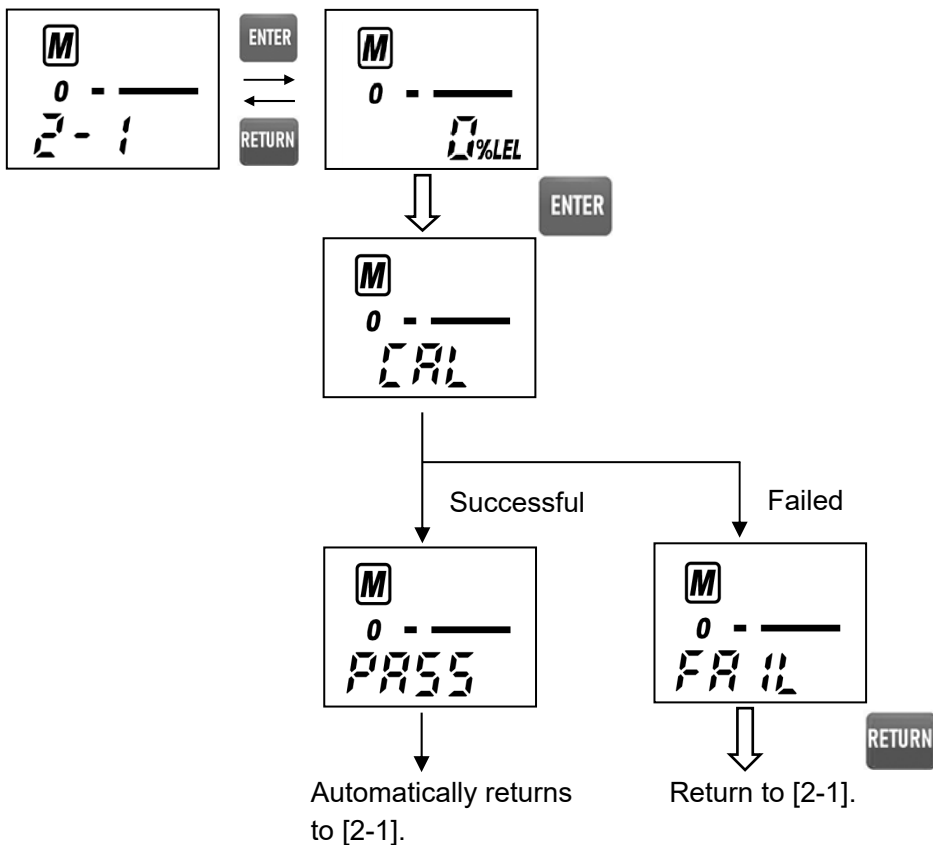 M
0
2-1
ENTER
RETURN
M
0
0%LEL
ENTER
M
0
CAL
Successful
Failed
M
0
PASS
M
0
FAIL
RETURN
Automatically returns
to [2-1].
Return to [2-1].